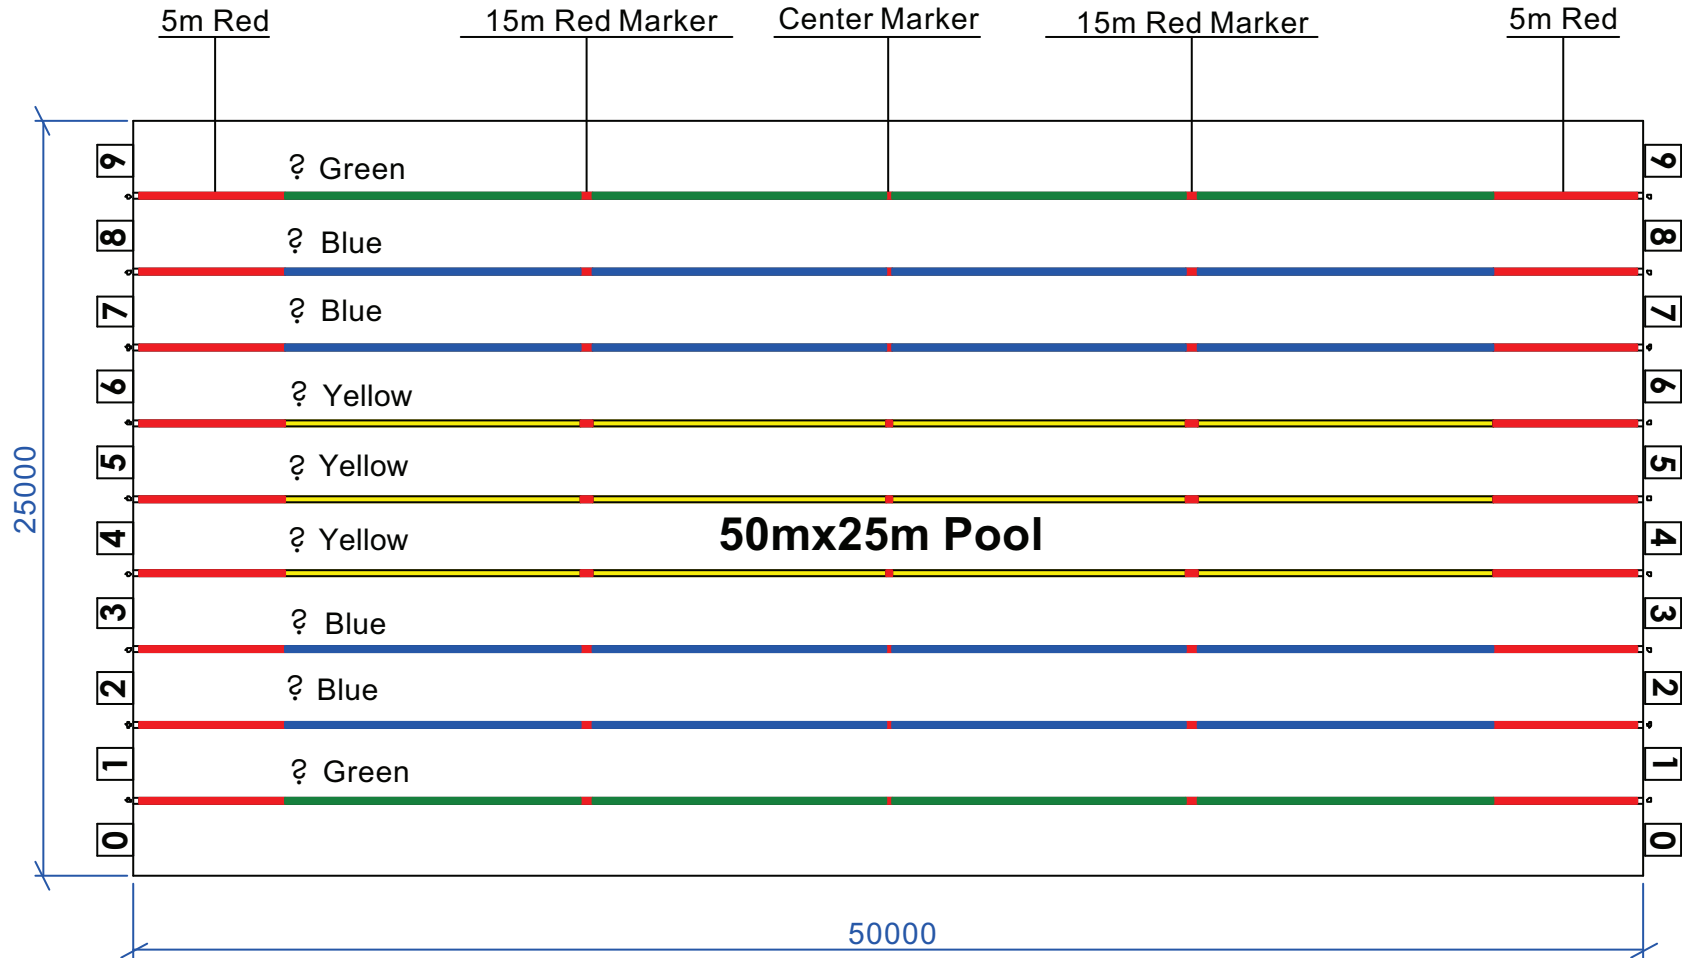 5m Red
15m Red Marker
Center Marker
15m Red Marker
5m Red
9
? Green
9
8
? Blue
8
7
? Blue
7
6
? Yellow
6
25000
5
? Yellow
5
4
? Yellow
50mx25m Pool
4
3
? Blue
3
2
? Blue
2
1
? Green
1
0
0
50000